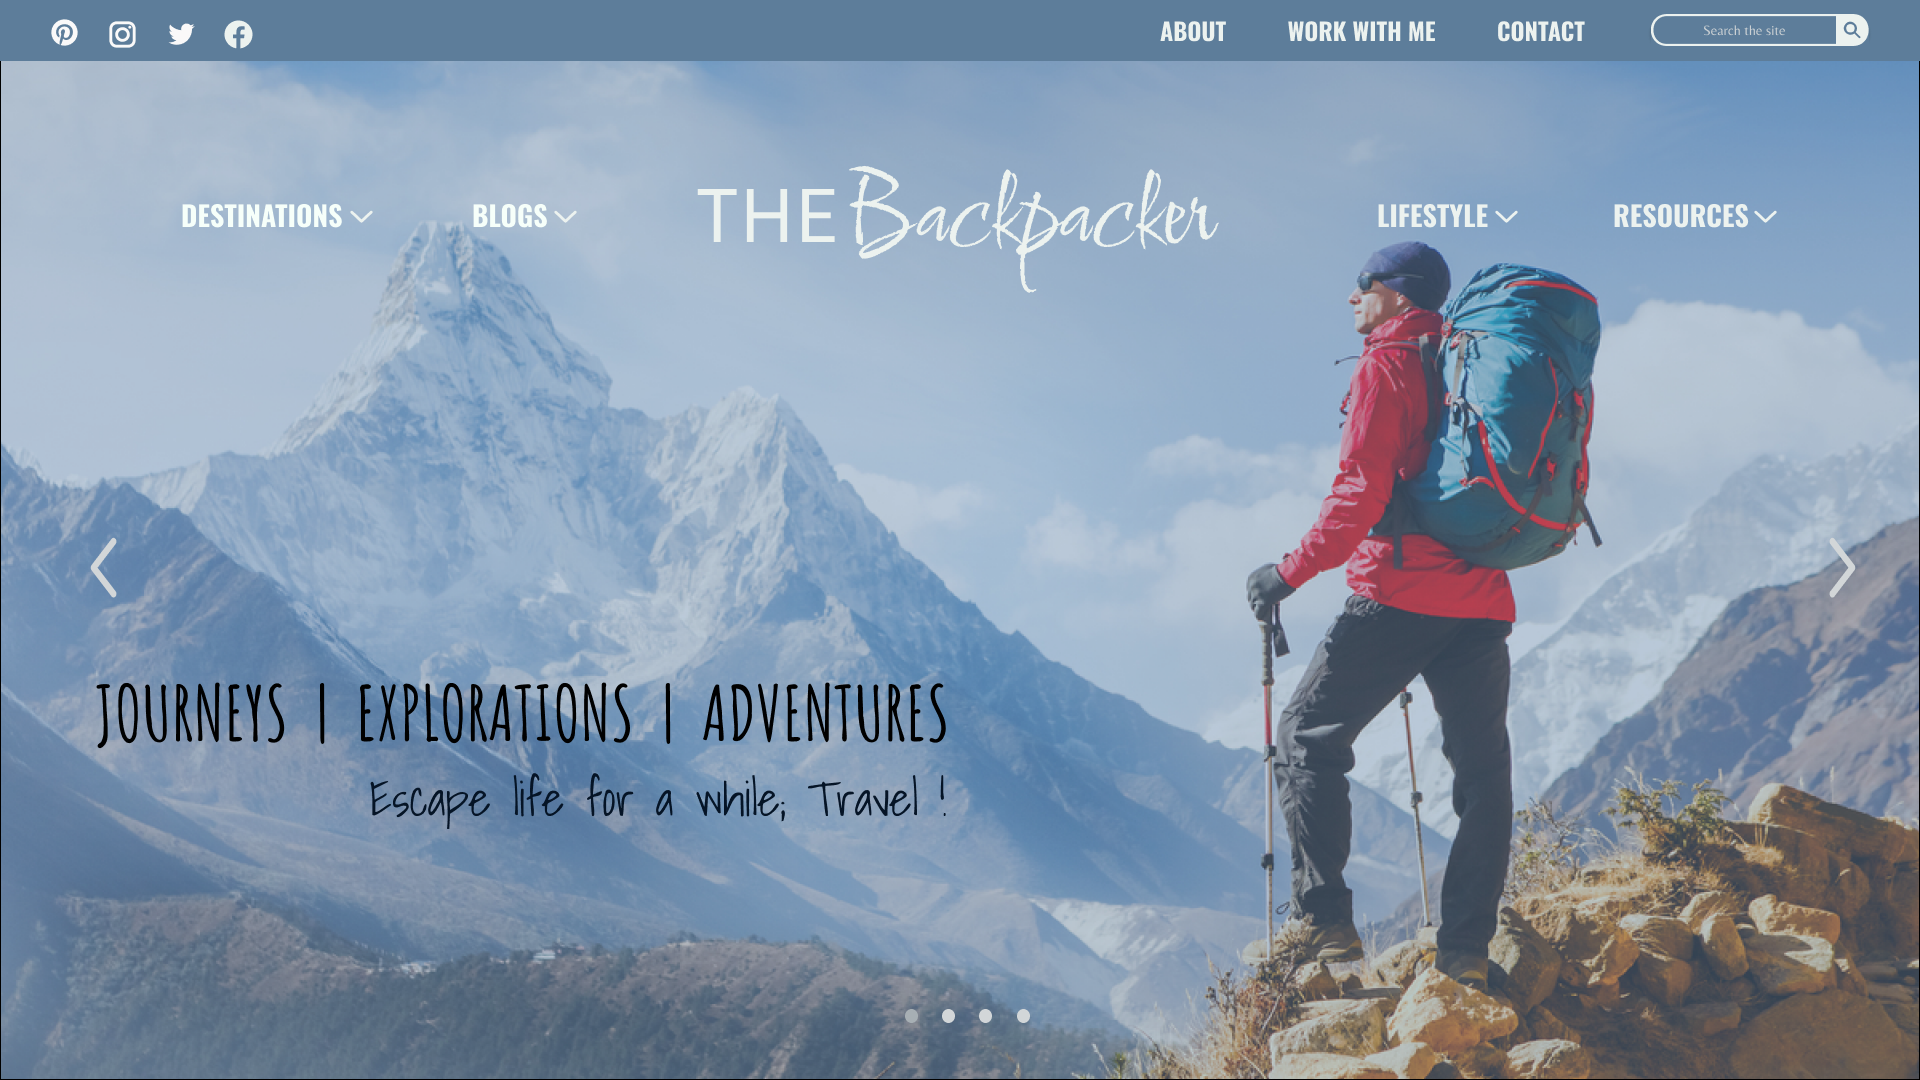 ABOUT WORK WITH ME CONTACT Search the site
DESTINATIONS BLOGS THE Backpacker LIFESTYLE RESOURCES
JOURNEYS | EXPLORATIONS | ADVENTURES
Escape life for a while; Travel !